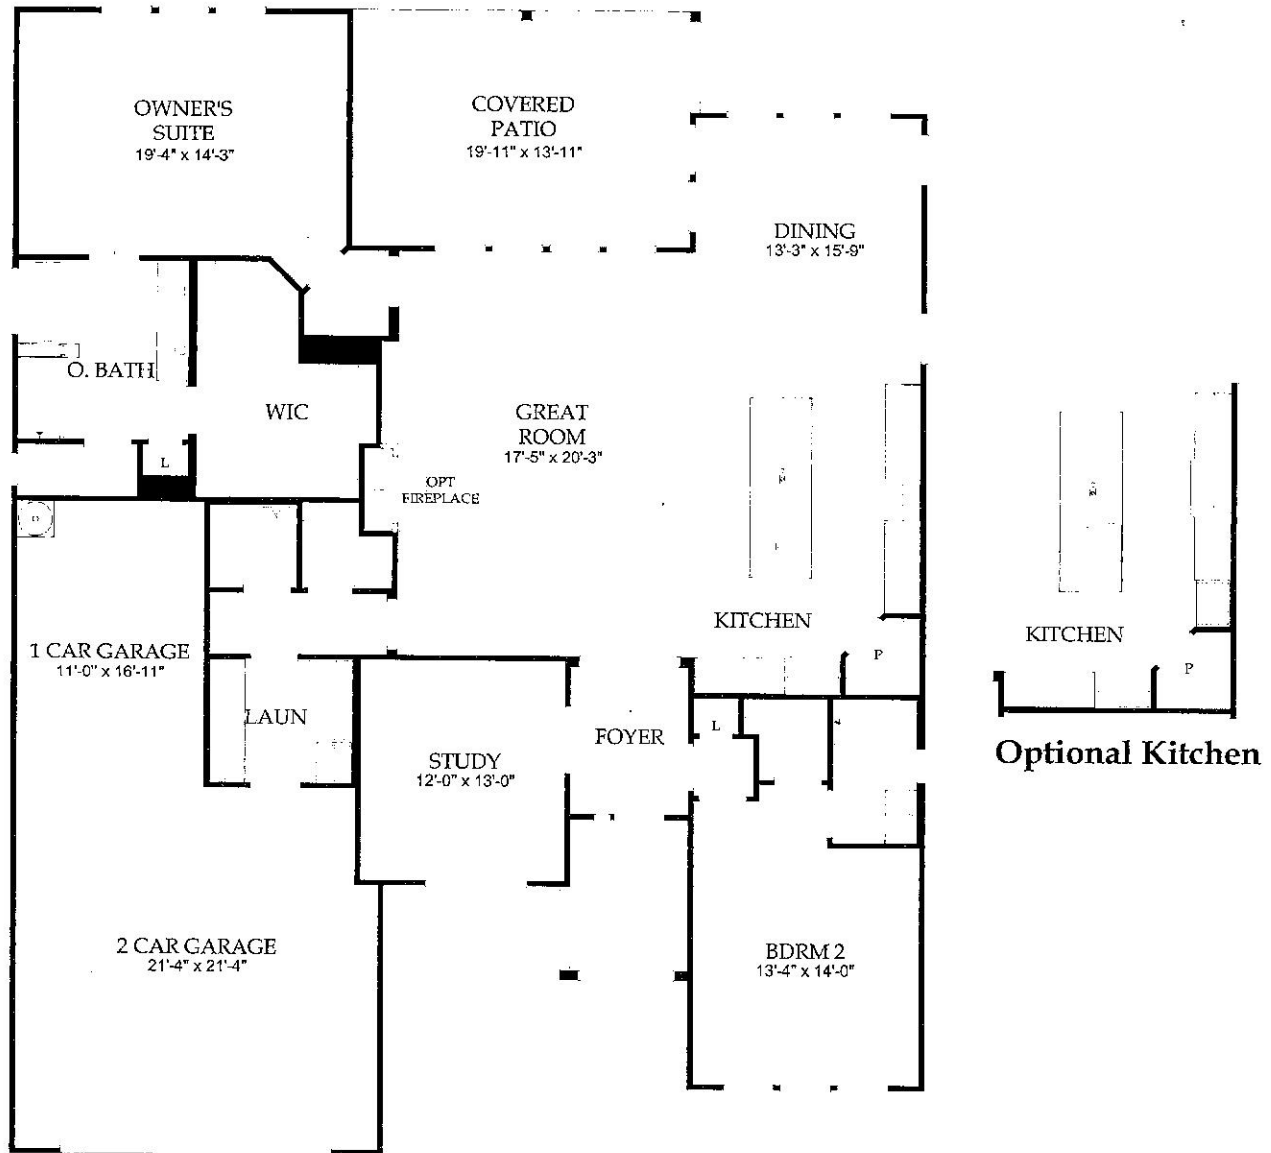 OWNER'S
SUITE
19'-4" x 14'-3"
COVERED
PATIO
19'-11" x 13'-11"
DINING
13'-3" x 15'-9"
O. BATH
WIC
L
GREAT
ROOM
17'-5" x 20'-3"
OPT
FIREPLACE
KITCHEN
P
KITCHEN
P
Optional Kitchen
1 CAR GARAGE
11'-0" x 16'-11"
LAUN
STUDY
12'-0" x 13'-0"
FOYER
L
2 CAR GARAGE
21'-4" x 21'-4"
BDRM 2
13'-4" x 14'-0"